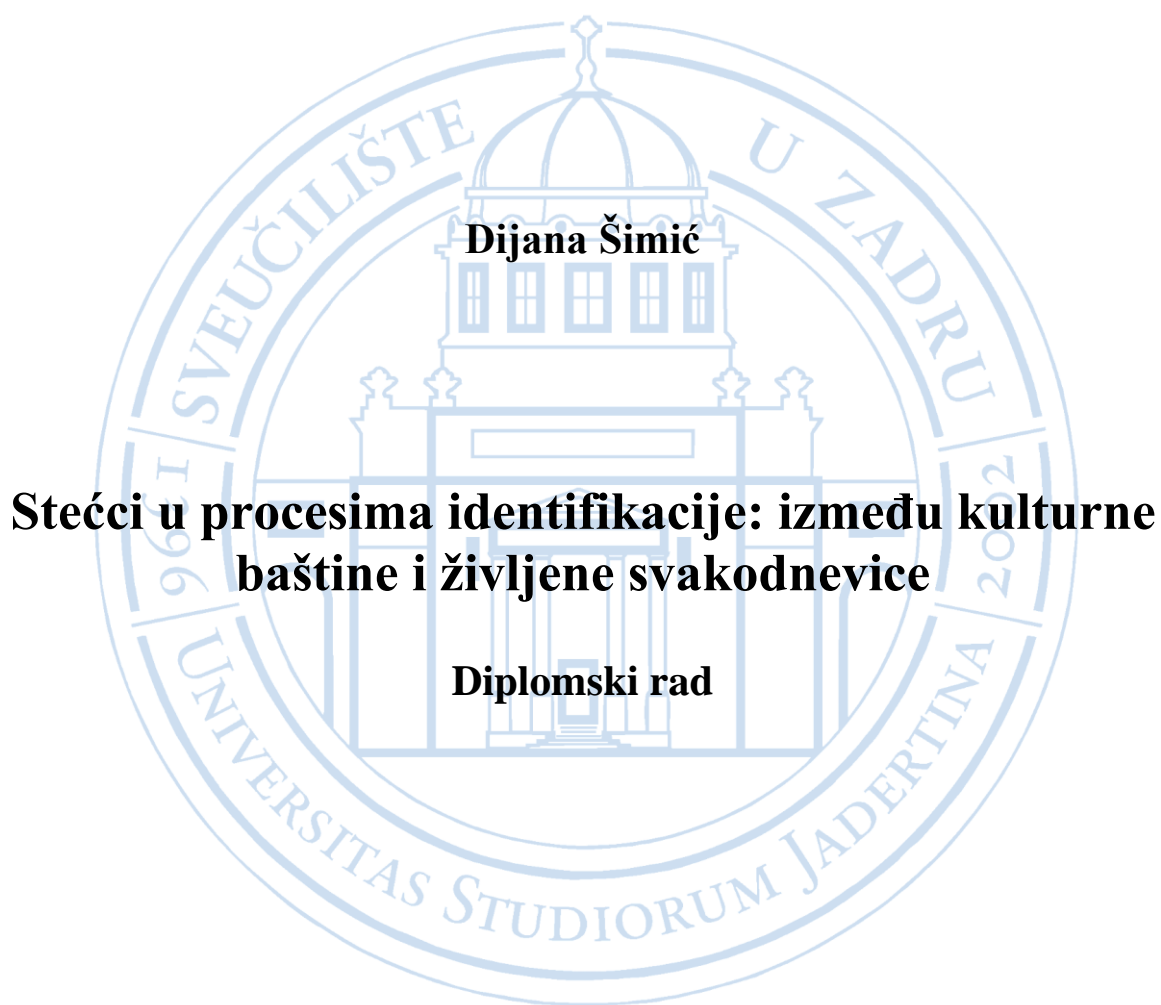 Dijana Šimić
Stećci u procesima identifikacije: između kulturne
baštine i življene svakodnevice
Diplomski rad
SVEUČILIŠTE U ZADRU
1396
2002
UNIVERSITAS STUDIORUM JADERTINA